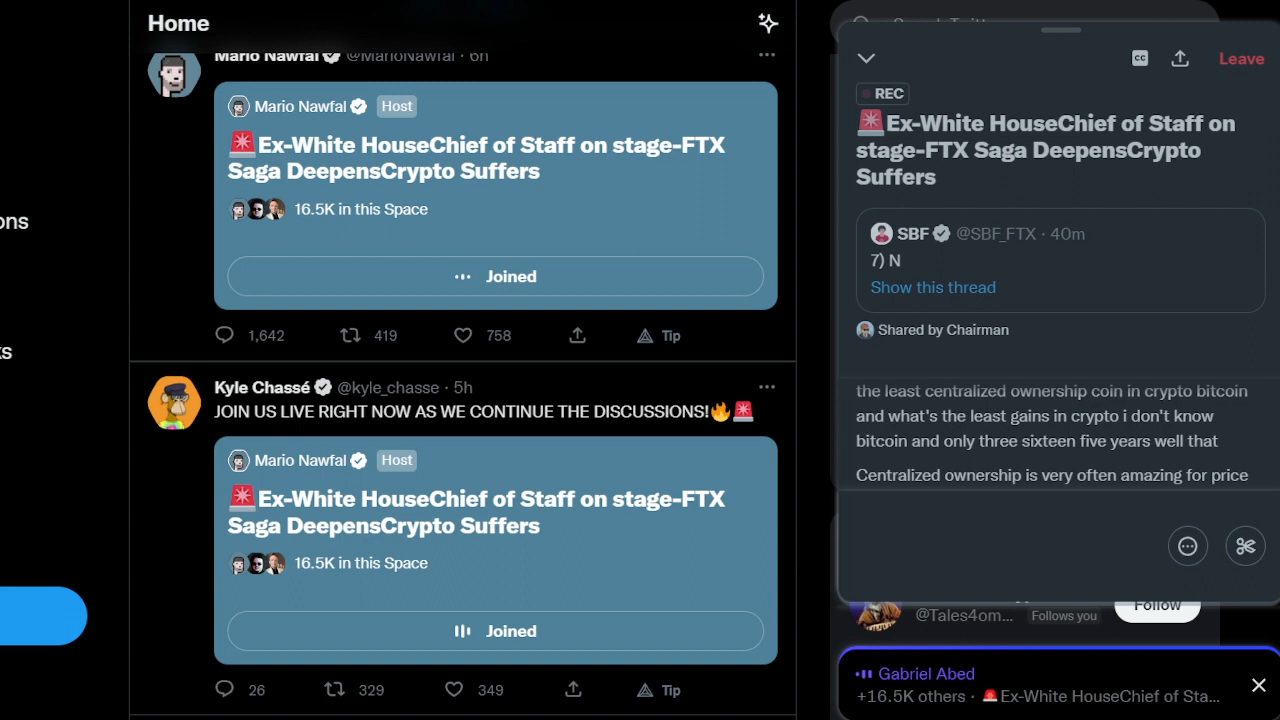 Home
Mario Nawfal @MarioNawfal · 6h
Mario Nawfal Host
🚨Ex-White HouseChief of Staff on stage-FTX
Saga DeepensCrypto Suffers
16.5K in this Space
Joined
1,642 419 758 Tip
Kyle Chassé @kyle_chasse · 5h
JOIN US LIVE RIGHT NOW AS WE CONTINUE THE DISCUSSIONS!🔥🚨
Mario Nawfal Host
🚨Ex-White HouseChief of Staff on stage-FTX
Saga DeepensCrypto Suffers
16.5K in this Space
Joined
26 329 349 Tip
ons
CC Leave
REC
🚨Ex-White HouseChief of Staff on
stage-FTX Saga DeepensCrypto
Suffers
SBF @SBF_FTX · 40m
7) N
Show this thread
Shared by Chairman
the least centralized ownership coin in crypto bitcoin
and what's the least gains in crypto i don't know
bitcoin and only three sixteen five years well that
Centralized ownership is very often amazing for price
@Tales4om... Follows you
Follow
Gabriel Abed
+16.5K others · 🚨Ex-White HouseChief of Sta...